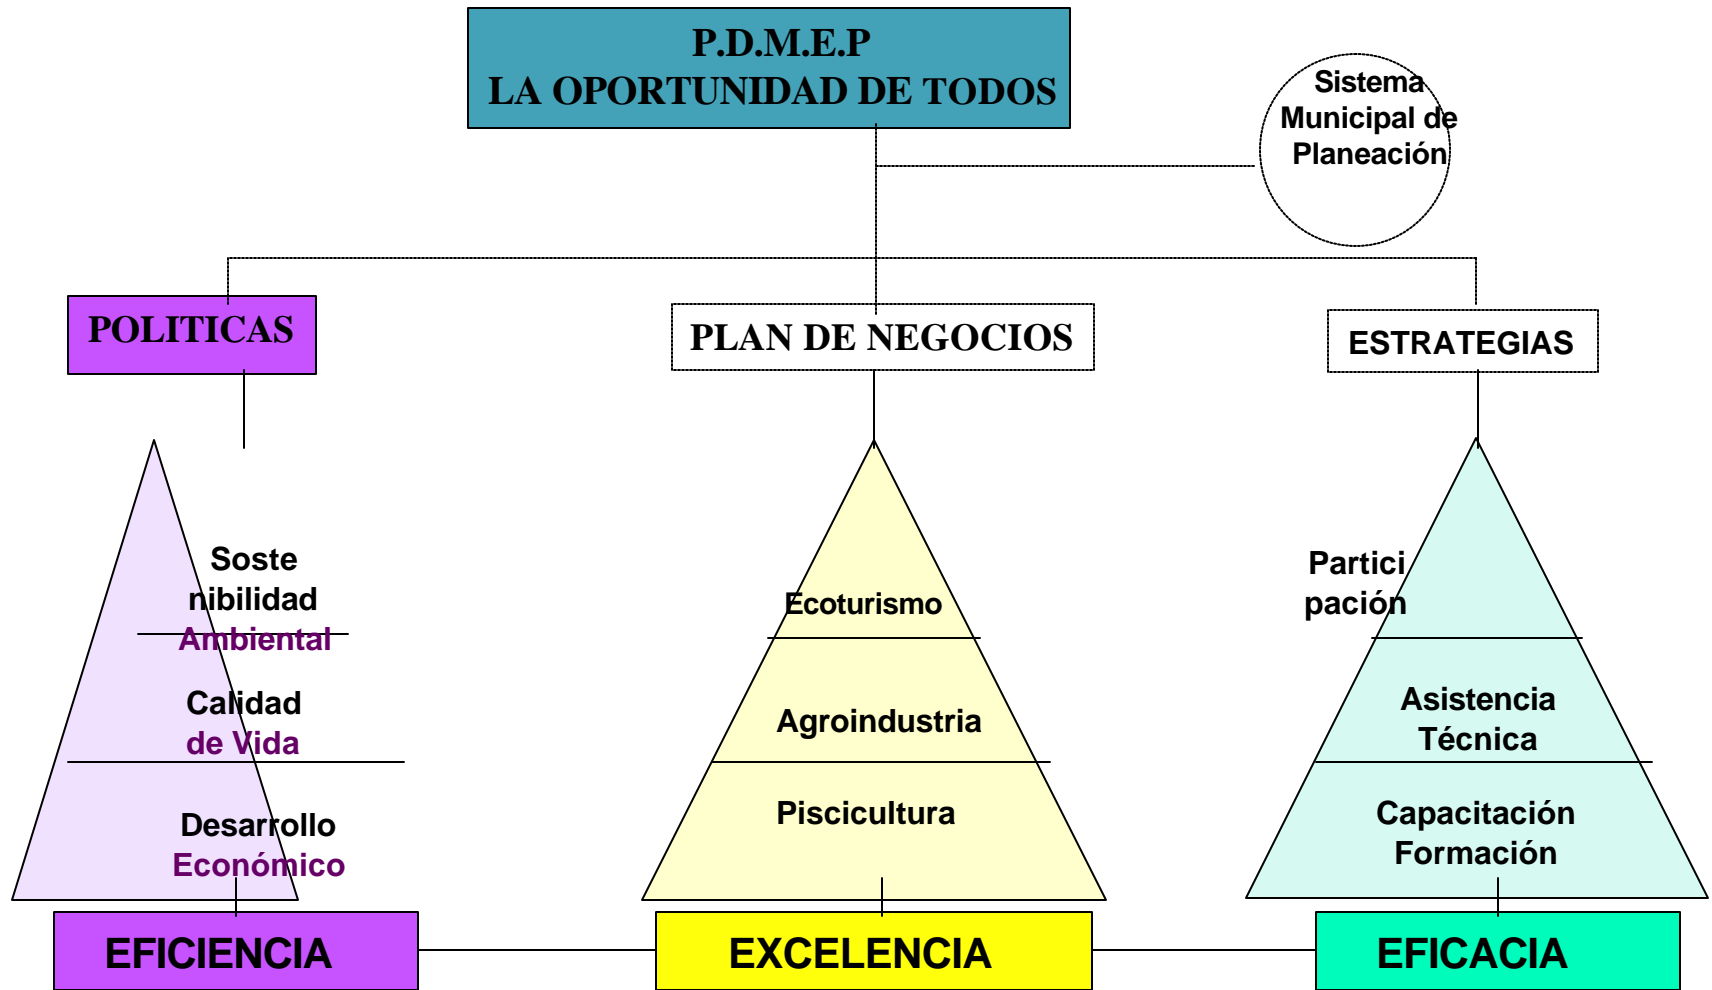 P.D.M.E.P
LA OPORTUNIDAD DE TODOS
Sistema
Municipal de
Planeación
POLITICAS
PLAN DE NEGOCIOS
ESTRATEGIAS
Soste
nibilidad
Ambiental
Calidad
de Vida
Desarrollo
Económico
Ecoturismo
Agroindustria
Piscicultura
Partici
pación
Asistencia
Técnica
Capacitación
Formación
EFICIENCIA
EXCELENCIA
EFICACIA